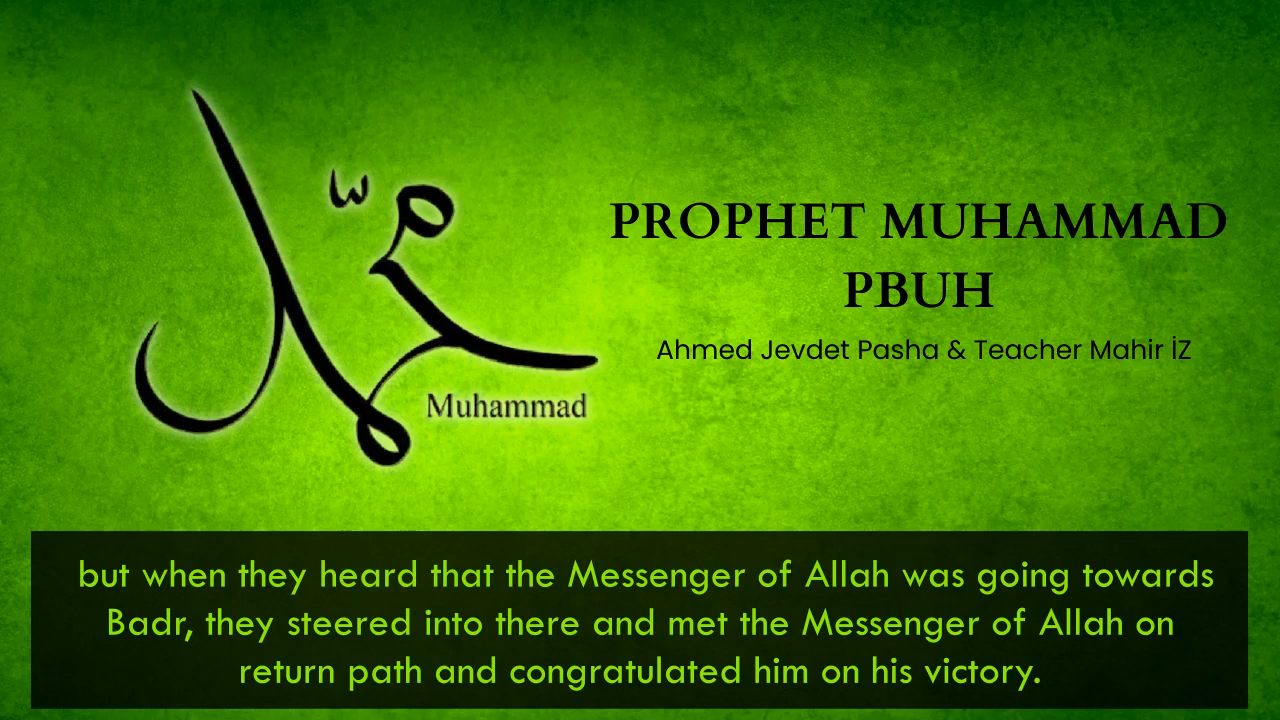 محمد
س
Muhammad
PROPHET MUHAMMAD
PBUH
Ahmed Jevdet Pasha & Teacher Mahir İZ
but when they heard that the Messenger of Allah was going towards
Badr, they steered into there and met the Messenger of Allah on
return path and congratulated him on his victory.